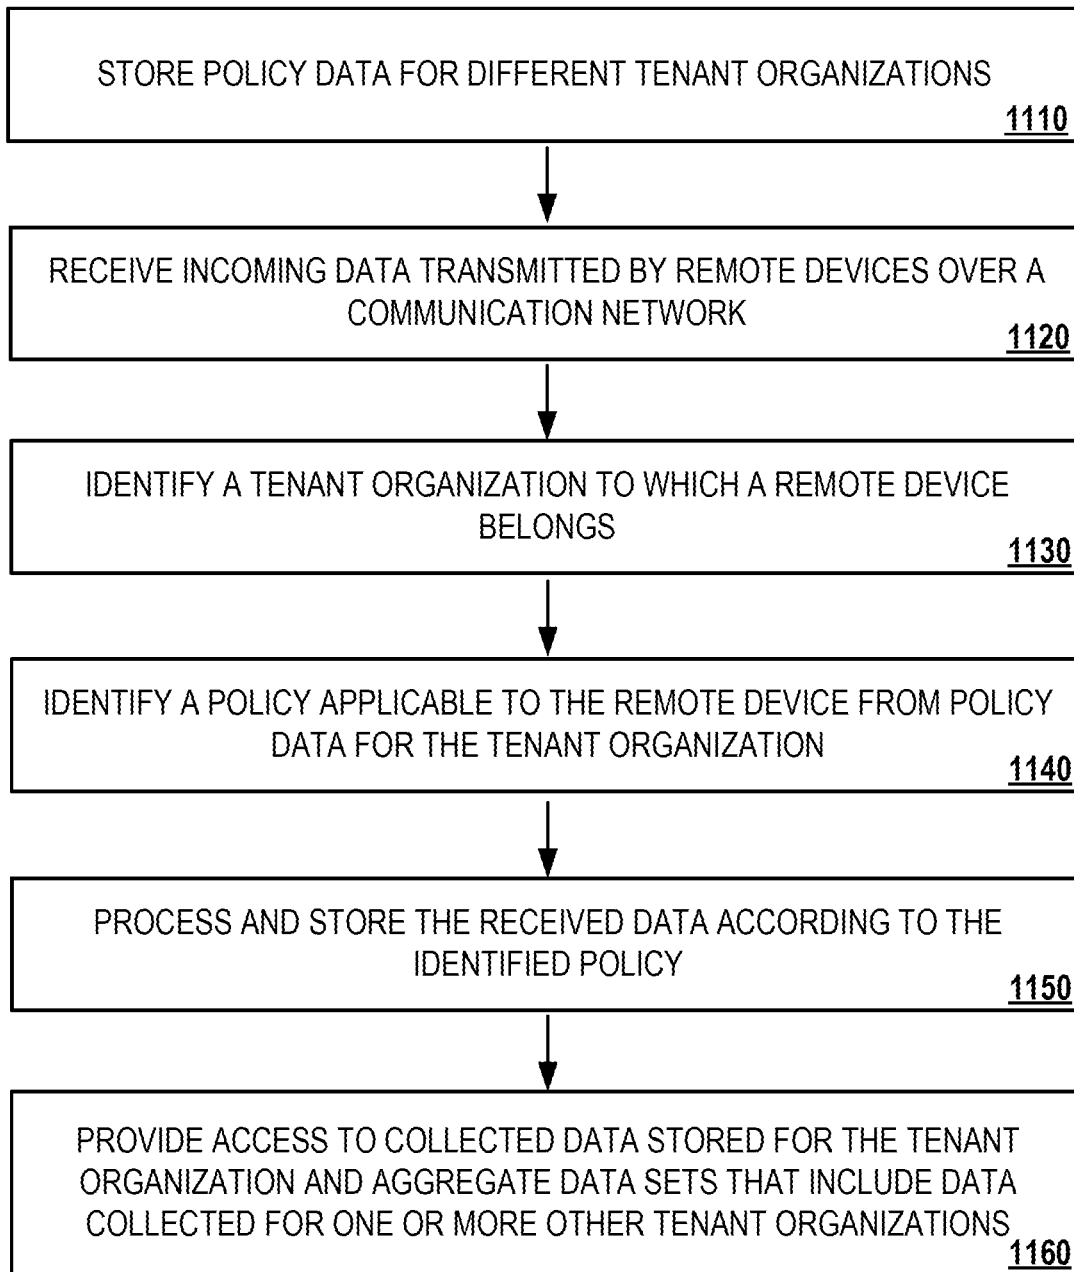 STORE POLICY DATA FOR DIFFERENT TENANT ORGANIZATIONS
1110
RECEIVE INCOMING DATA TRANSMITTED BY REMOTE DEVICES OVER A
COMMUNICATION NETWORK
1120
IDENTIFY A TENANT ORGANIZATION TO WHICH A REMOTE DEVICE
BELONGS
1130
IDENTIFY A POLICY APPLICABLE TO THE REMOTE DEVICE FROM POLICY
DATA FOR THE TENANT ORGANIZATION
1140
PROCESS AND STORE THE RECEIVED DATA ACCORDING TO THE
IDENTIFIED POLICY
1150
PROVIDE ACCESS TO COLLECTED DATA STORED FOR THE TENANT
ORGANIZATION AND AGGREGATE DATA SETS THAT INCLUDE DATA
COLLECTED FOR ONE OR MORE OTHER TENANT ORGANIZATIONS
1160